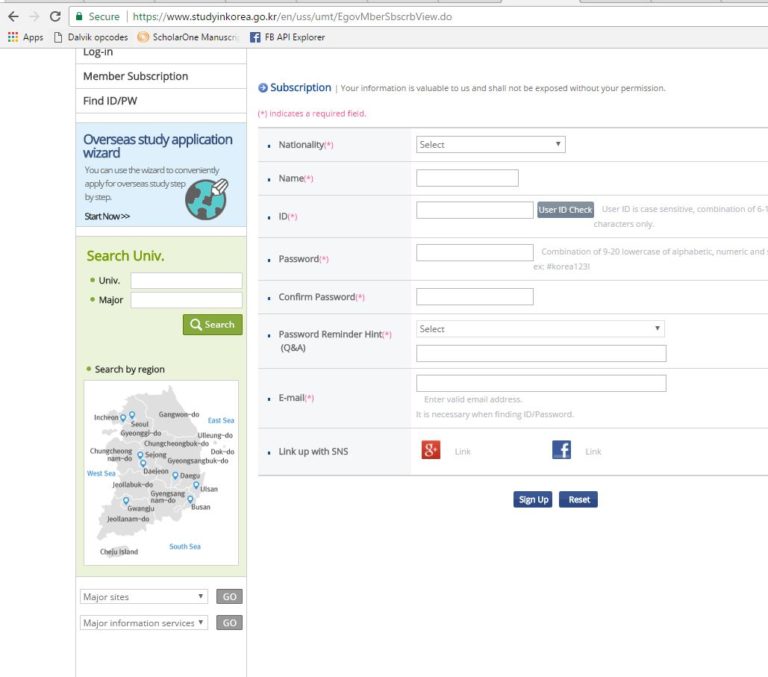 Secure | https://www.studyinkorea.go.kr/en/uss/umt/EgovMberSbscrbView.do
Apps Dalvik opcodes ScholarOne Manuscri FB API Explorer
Log-in
Member Subscription
Find ID/PW
Overseas study application
wizard
You can use the wizard to conveniently
apply for overseas study step
by step.
Start Now >>
Search Univ.
Univ.
Major
Search
Search by region
Incheon
Seoul
Gangwon-do
East Sea
Gyeonggi-do
Ulleung-do
Chungcheongbuk-do
Dok-do
Chungcheong
nam-do
Sejong
Gyeongsangbuk-do
West Sea
Daejeon
Daegu
Jeollabuk-do
Ulsan
Gyengsang
nam-do
Gwangju
Busan
Jeollanam-do
Cheju island
South Sea
Major sites GO
Major information services GO
Subscription | Your information is valuable to us and shall not be exposed without your permission.
(*) indicates a required field.
Nationality(*) Select
Name(*)
ID(*) User ID Check User ID is case sensitive, combination of 6-1
characters only.
Password(*) Combination of 9-20 lowercase of alphabetic, numeric and s
ex: #korea123!
Confirm Password(*)
Password Reminder Hint(*)
(Q&A)
Select
E-mail(*)
Enter valid email address.
It is necessary when finding ID/Password.
Link up with SNS g+ Link f Link
Sign Up Reset